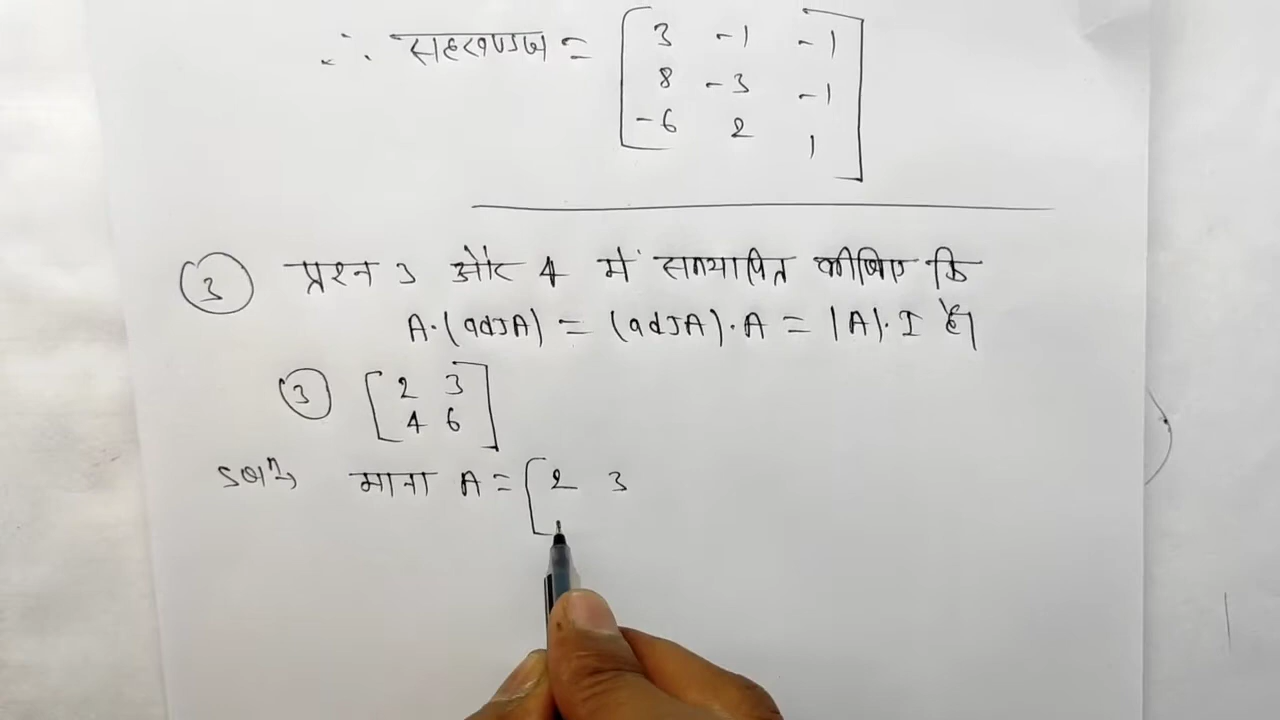 ∴ सहखण्डज = [3 -1 -1
8 -3 -1
-6 2 1]
③ प्रश्न 3 और 4 में सत्यापित कीजिए कि
A·(adJA) = (adJA)·A = |A|·I है।
③ [2 3
4 6]
Solⁿ→ माना A = [2 3